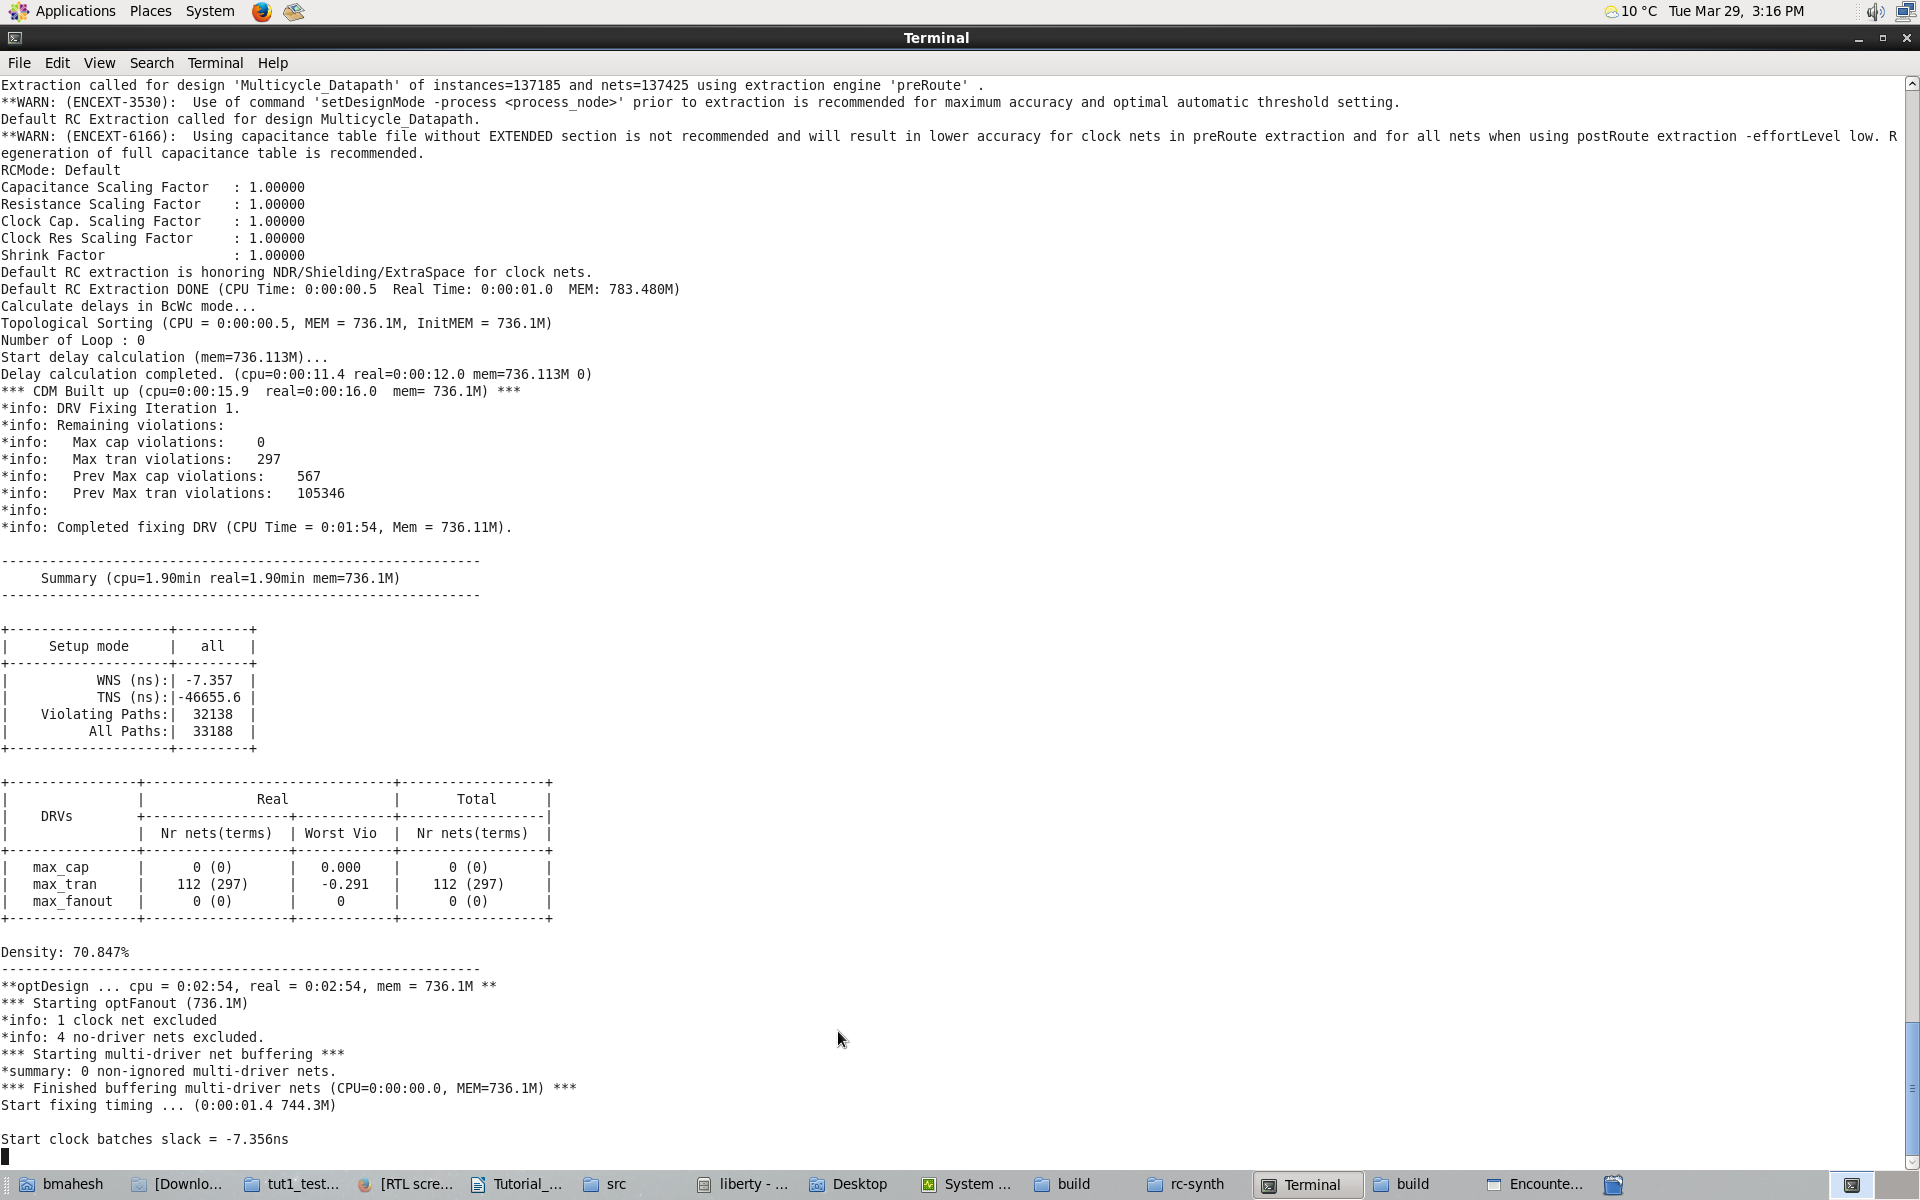 Applications Places System 10 °C Tue Mar 29, 3:16 PM
Terminal
File Edit View Search Terminal Help
Extraction called for design 'Multicycle_Datapath' of instances=137185 and nets=137425 using extraction engine 'preRoute' .
**WARN: (ENCEXT-3530):  Use of command 'setDesignMode -process <process_node>' prior to extraction is recommended for maximum accuracy and optimal automatic threshold setting.
Default RC Extraction called for design Multicycle_Datapath.
**WARN: (ENCEXT-6166):  Using capacitance table file without EXTENDED section is not recommended and will result in lower accuracy for clock nets in preRoute extraction and for all nets when using postRoute extraction -effortLevel low. R
egeneration of full capacitance table is recommended.
RCMode: Default
Capacitance Scaling Factor   : 1.00000
Resistance Scaling Factor    : 1.00000
Clock Cap. Scaling Factor    : 1.00000
Clock Res Scaling Factor     : 1.00000
Shrink Factor                : 1.00000
Default RC extraction is honoring NDR/Shielding/ExtraSpace for clock nets.
Default RC Extraction DONE (CPU Time: 0:00:00.5  Real Time: 0:00:01.0  MEM: 783.480M)
Calculate delays in BcWc mode...
Topological Sorting (CPU = 0:00:00.5, MEM = 736.1M, InitMEM = 736.1M)
Number of Loop : 0
Start delay calculation (mem=736.113M)...
Delay calculation completed. (cpu=0:00:11.4 real=0:00:12.0 mem=736.113M 0)
*** CDM Built up (cpu=0:00:15.9  real=0:00:16.0  mem= 736.1M) ***
*info: DRV Fixing Iteration 1.
*info: Remaining violations:
*info:   Max cap violations:    0
*info:   Max tran violations:   297
*info:   Prev Max cap violations:    567
*info:   Prev Max tran violations:   105346
*info:
*info: Completed fixing DRV (CPU Time = 0:01:54, Mem = 736.11M).
------------------------------------------------------------
     Summary (cpu=1.90min real=1.90min mem=736.1M)
------------------------------------------------------------
+--------------------+---------+
|     Setup mode     |   all   |
+--------------------+---------+
|           WNS (ns):| -7.357  |
|           TNS (ns):|-46655.6 |
|    Violating Paths:|  32138  |
|          All Paths:|  33188  |
+--------------------+---------+
+----------------+-------------------------------+------------------+
|                |              Real             |       Total      |
|    DRVs        +------------------+------------+------------------|
|                |  Nr nets(terms)  | Worst Vio  |  Nr nets(terms)  |
+----------------+------------------+------------+------------------+
|   max_cap      |      0 (0)       |   0.000    |      0 (0)       |
|   max_tran     |    112 (297)     |   -0.291   |    112 (297)     |
|   max_fanout   |      0 (0)       |     0      |      0 (0)       |
+----------------+------------------+------------+------------------+
Density: 70.847%
------------------------------------------------------------
**optDesign ... cpu = 0:02:54, real = 0:02:54, mem = 736.1M **
*** Starting optFanout (736.1M)
*info: 1 clock net excluded
*info: 4 no-driver nets excluded.
*** Starting multi-driver net buffering ***
*summary: 0 non-ignored multi-driver nets.
*** Finished buffering multi-driver nets (CPU=0:00:00.0, MEM=736.1M) ***
Start fixing timing ... (0:00:01.4 744.3M)
Start clock batches slack = -7.356ns
bmahesh [Downlo... tut1_test... [RTL scre... Tutorial_... src liberty - ... Desktop System ... build rc-synth Terminal build Encounte...